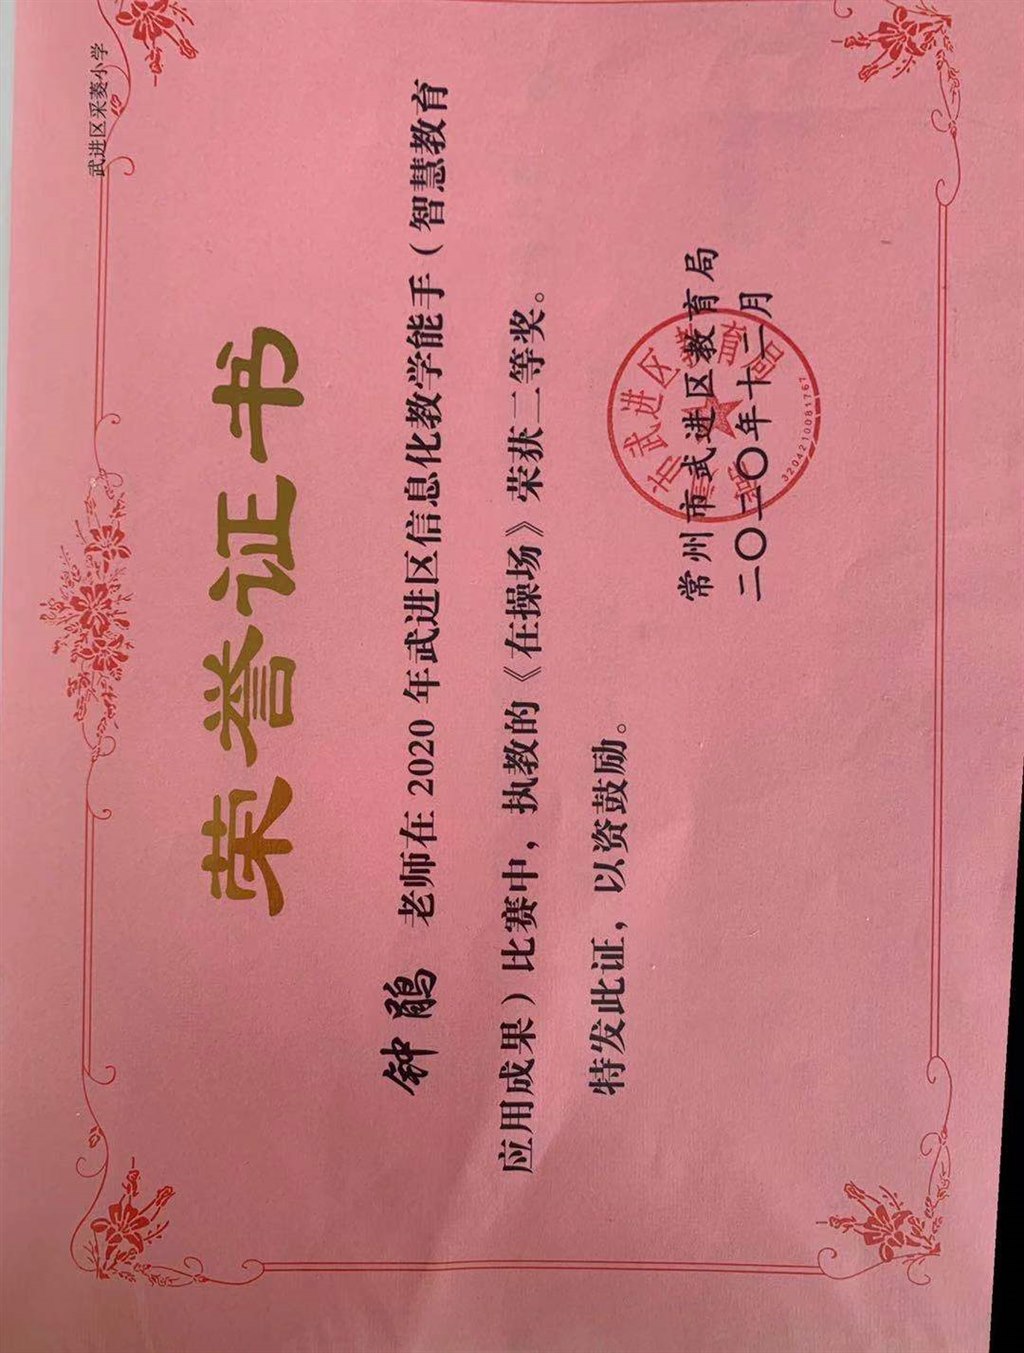 武进区采菱小学
荣誉证书
钟鹃 老师在 2020 年武进区信息化教学能手（智慧教育
应用成果）比赛中，执教的《在操场》荣获二等奖。
特发此证，以资鼓励。
常州市武进区教育局
二〇二〇年十二月
3204210081767